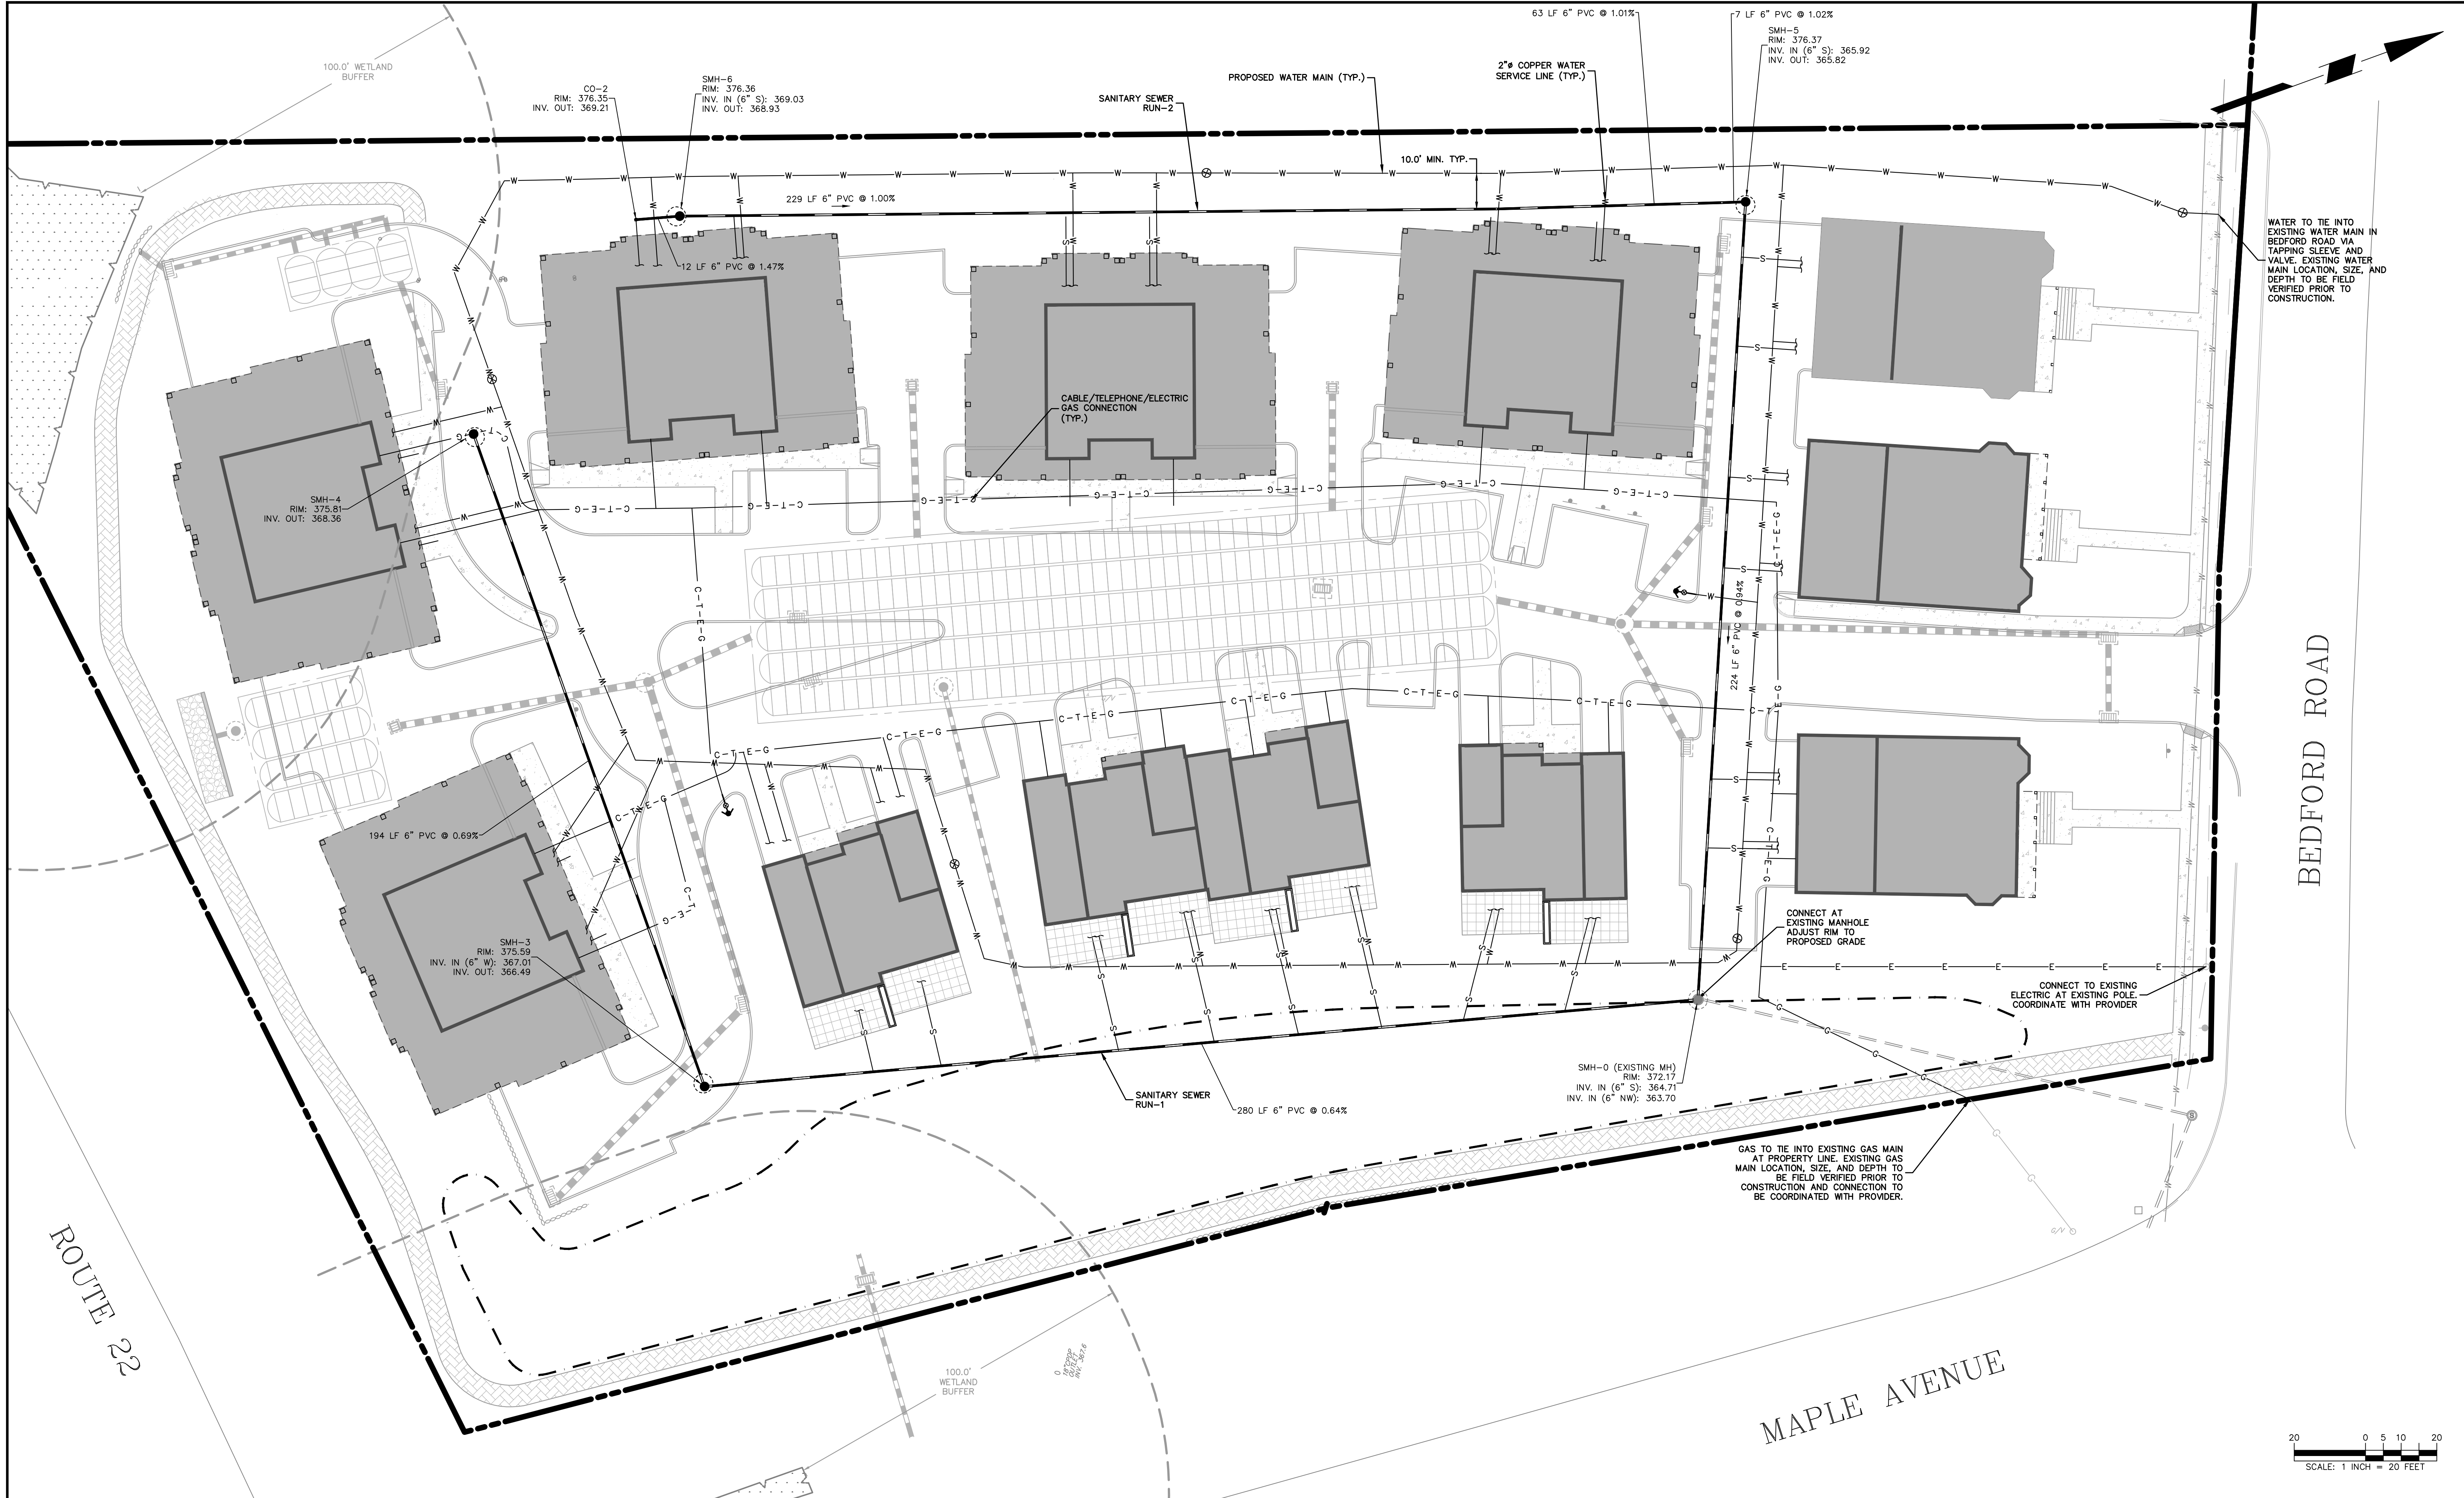 63 LF 6" PVC @ 1.01%
7 LF 6" PVC @ 1.02%
SMH-5
RIM: 376.37
INV. IN (6" S): 365.92
INV. OUT: 365.82
100.0' WETLAND
BUFFER
CO-2
RIM: 376.35
INV. OUT: 369.21
SMH-6
RIM: 376.36
INV. IN (6" S): 369.03
INV. OUT: 368.93
PROPOSED WATER MAIN (TYP.)
2"ø COPPER WATER
SERVICE LINE (TYP.)
SANITARY SEWER
RUN-2
10.0' MIN. TYP.
229 LF 6" PVC @ 1.00%
12 LF 6" PVC @ 1.47%
WATER TO TIE INTO
EXISTING WATER MAIN IN
BEDFORD ROAD VIA
TAPPING SLEEVE AND
VALVE. EXISTING WATER
MAIN LOCATION, SIZE, AND
DEPTH TO BE FIELD
VERIFIED PRIOR TO
CONSTRUCTION.
CABLE/TELEPHONE/ELECTRIC
GAS CONNECTION
(TYP.)
SMH-4
RIM: 375.81
INV. OUT: 368.36
C-T-E-G
224 LF 6" PVC @ 0.94%
BEDFORD ROAD
194 LF 6" PVC @ 0.69%
SMH-3
RIM: 375.59
INV. IN (6" W): 367.01
INV. OUT: 366.49
CONNECT AT
EXISTING MANHOLE
ADJUST RIM TO
PROPOSED GRADE
CONNECT TO EXISTING
ELECTRIC AT EXISTING POLE.
COORDINATE WITH PROVIDER
SMH-0 (EXISTING MH)
RIM: 372.17
INV. IN (6" S): 364.71
INV. IN (6" NW): 363.70
SANITARY SEWER
RUN-1
280 LF 6" PVC @ 0.64%
GAS TO TIE INTO EXISTING GAS MAIN
AT PROPERTY LINE. EXISTING GAS
MAIN LOCATION, SIZE, AND DEPTH TO
BE FIELD VERIFIED PRIOR TO
CONSTRUCTION AND CONNECTION TO
BE COORDINATED WITH PROVIDER.
ROUTE 22
100.0'
WETLAND
BUFFER
18"CPDP
OUTLET
INV. 367.6
MAPLE AVENUE
20 0 5 10 20
SCALE: 1 INCH = 20 FEET